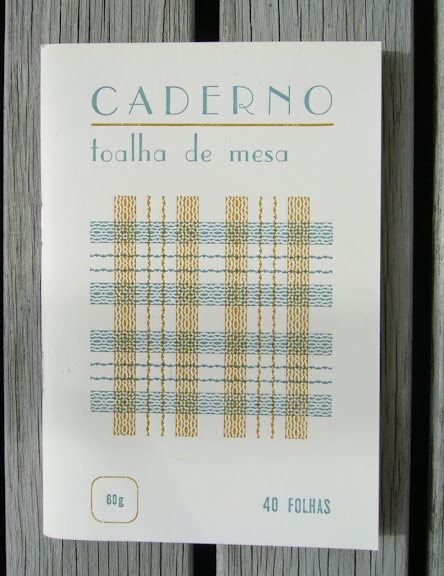 CADERNO
toalha de mesa
60g
40 FOLHAS